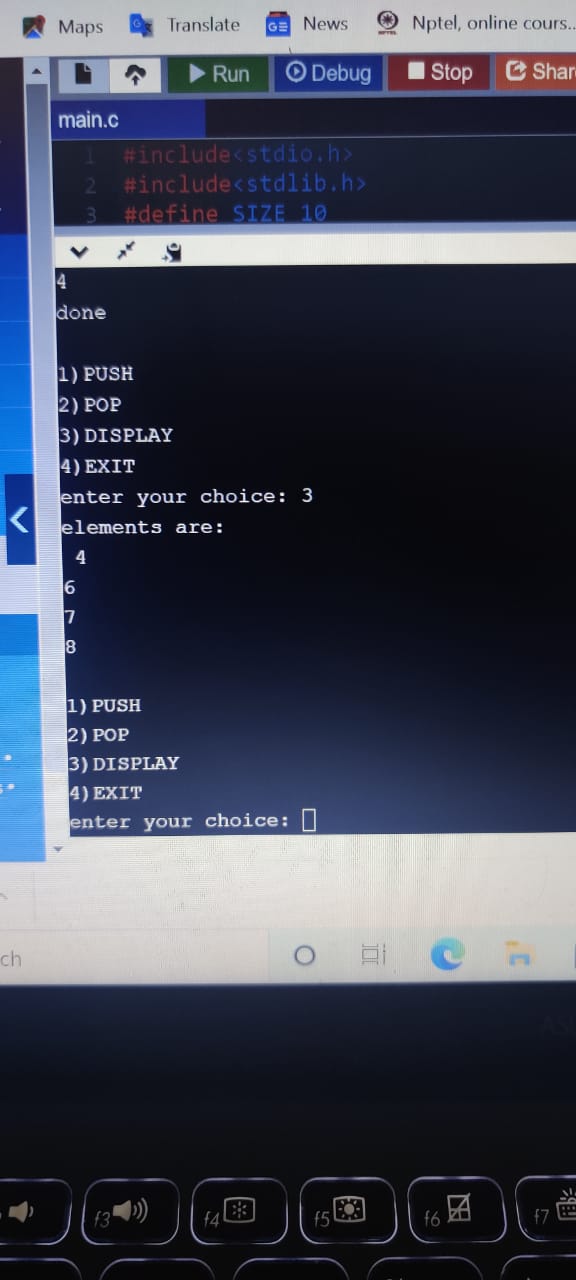 Maps Translate News Nptel, online cours..
Run Debug Stop Shar
main.c
1 #include<stdio.h>
2 #include<stdlib.h>
3 #define SIZE 10
4
done
1)PUSH
2)POP
3)DISPLAY
4)EXIT
enter your choice: 3
elements are:
4
6
7
8
1)PUSH
2)POP
3)DISPLAY
4)EXIT
enter your choice:
ch
f3 f4 f5 f6 f7